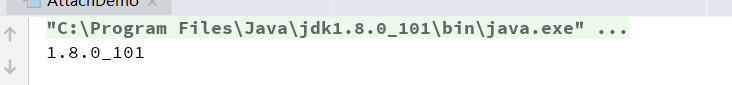 AttachDemo
"C:\Program Files\Java\jdk1.8.0_101\bin\java.exe" ...
1.8.0_101